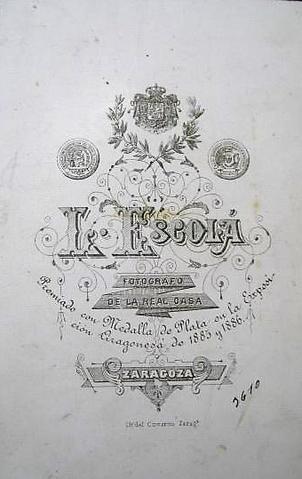 L. ESCOLÁ
FOTOGRAFO
DE LA REAL CASA
Premiado con Medalla de Plata en la Exposi-
cion Aragonesa de 1885 y 1886.
ZARAGOZA
3610